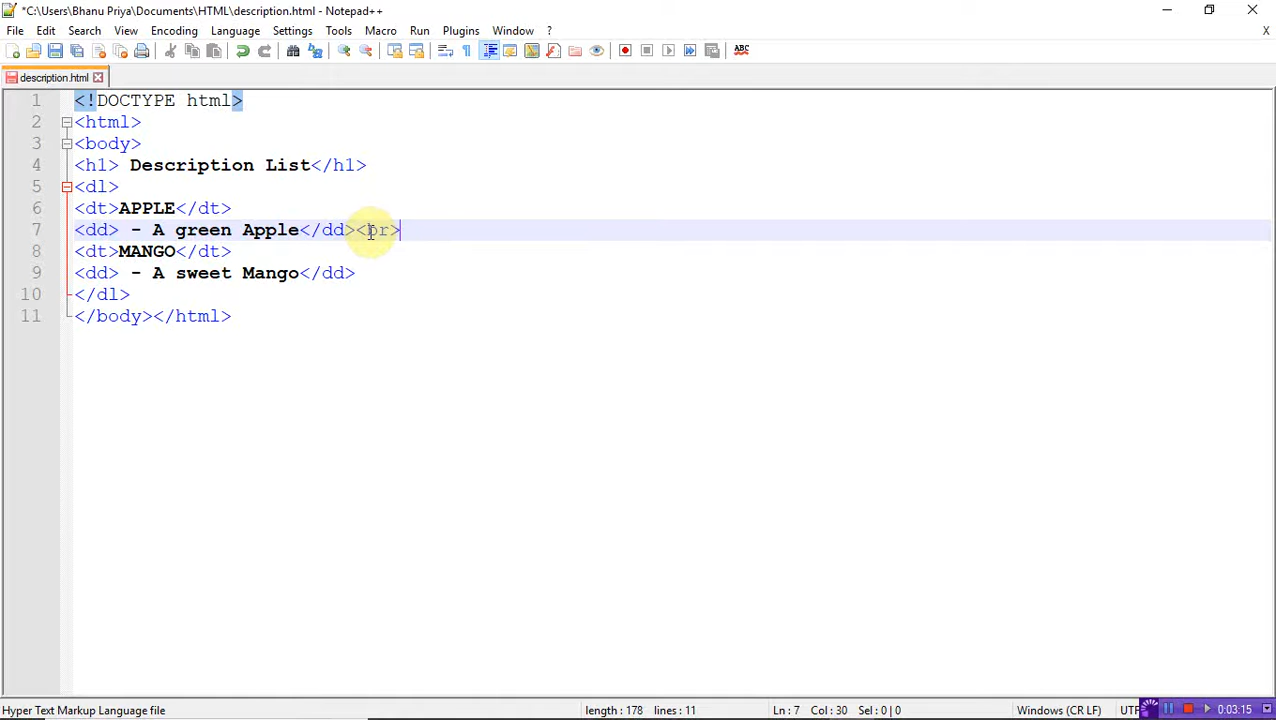 *C:\Users\Bhanu Priya\Documents\HTML\description.html - Notepad++
File Edit Search View Encoding Language Settings Tools Macro Run Plugins Window ? X
ABC
description.html
1 <!DOCTYPE html>
2 <html>
3 <body>
4 <h1> Description List</h1>
5 <dl>
6 <dt>APPLE</dt>
7 <dd> - A green Apple</dd><br>
8 <dt>MANGO</dt>
9 <dd> - A sweet Mango</dd>
10 </dl>
11 </body></html>
Hyper Text Markup Language file length : 178 lines : 11 Ln : 7 Col : 30 Sel : 0 | 0 Windows (CR LF) UTF 0:03:15